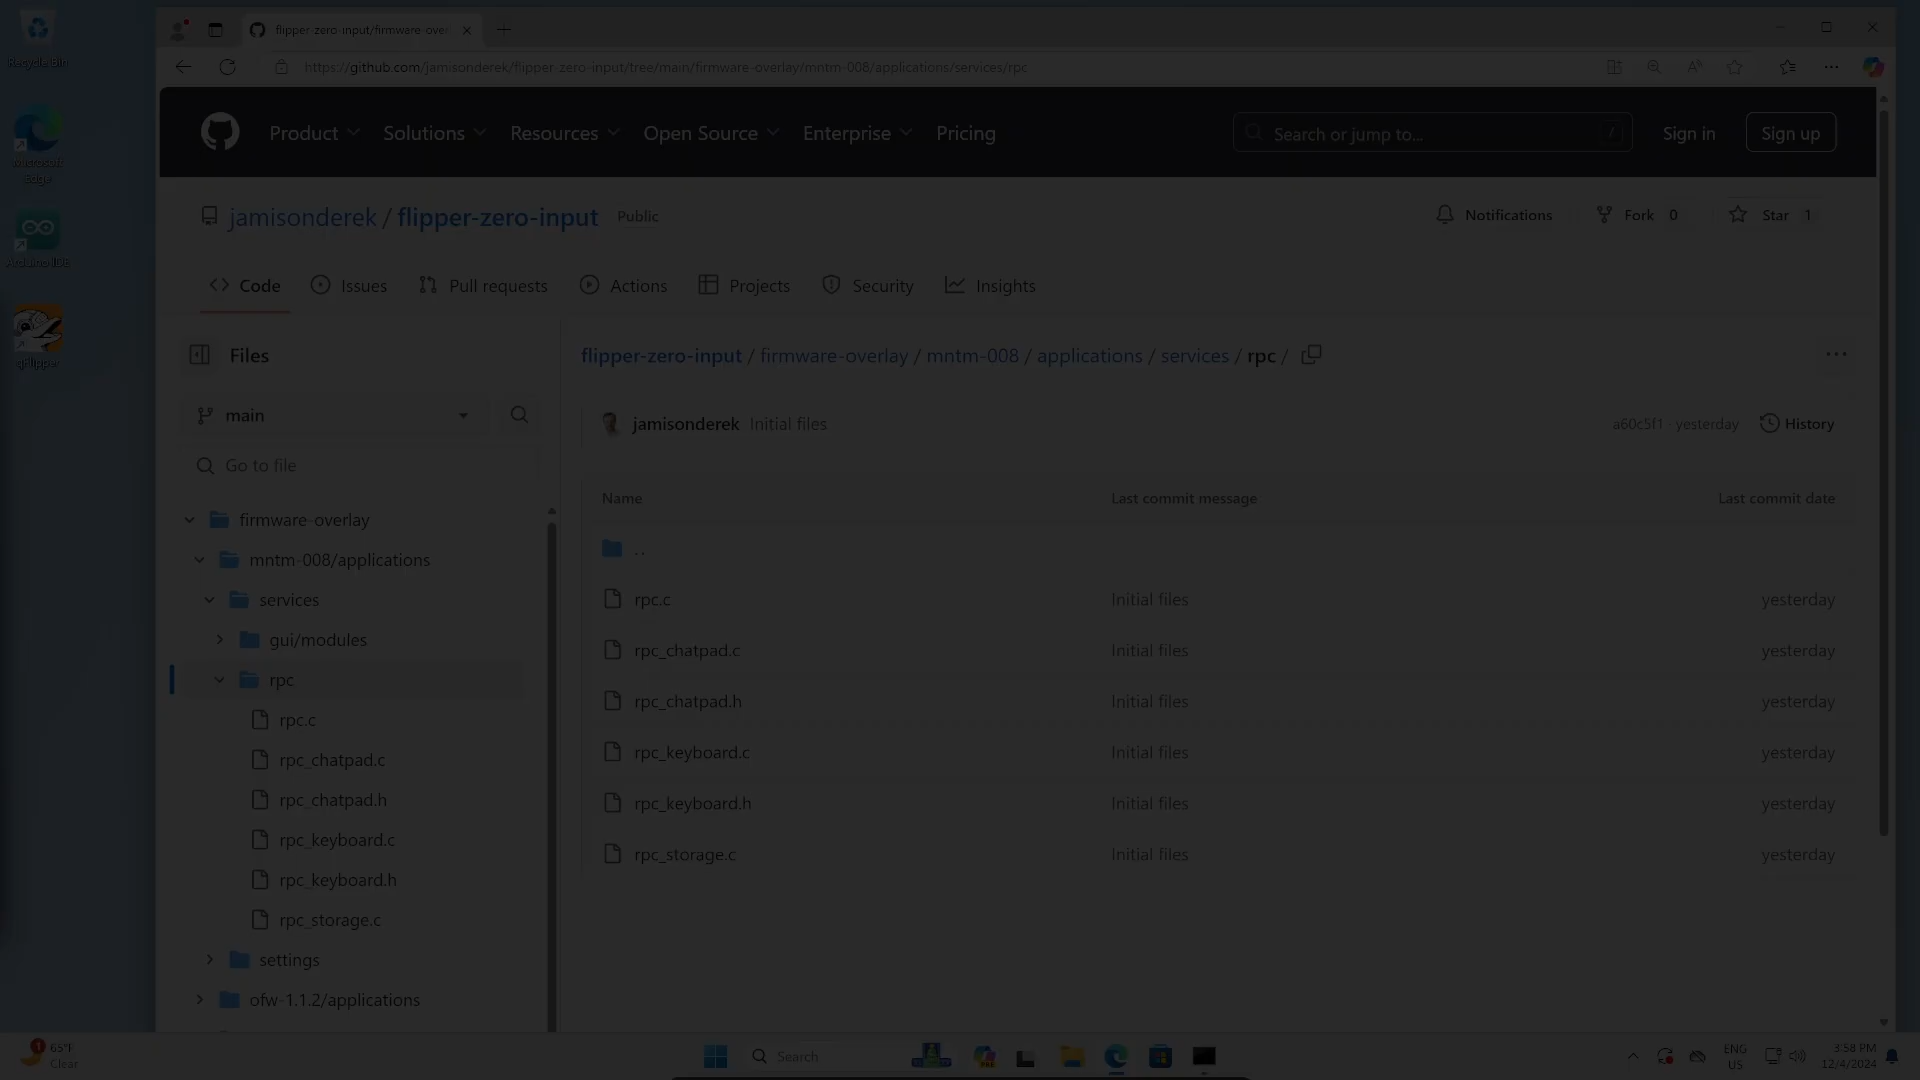 Recycle Bin
Microsoft Edge
Arduino IDE
qFlipper
flipper-zero-input/firmware-over
https://github.com/jamisonderek/flipper-zero-input/tree/main/firmware-overlay/mntm-008/applications/services/rpc
Product Solutions Resources Open Source Enterprise Pricing Search or jump to... / Sign in Sign up
jamisonderek / flipper-zero-input Public Notifications Fork 0 Star 1
Code Issues Pull requests Actions Projects Security Insights
Files
main
Go to file
firmware-overlay
mntm-008/applications
services
gui/modules
rpc
rpc.c
rpc_chatpad.c
rpc_chatpad.h
rpc_keyboard.c
rpc_keyboard.h
rpc_storage.c
settings
ofw-1.1.2/applications
flipper-zero-input / firmware-overlay / mntm-008 / applications / services / rpc /
jamisonderek Initial files a60c5f1 · yesterday History
Name Last commit message Last commit date
..
rpc.c Initial files yesterday
rpc_chatpad.c Initial files yesterday
rpc_chatpad.h Initial files yesterday
rpc_keyboard.c Initial files yesterday
rpc_keyboard.h Initial files yesterday
rpc_storage.c Initial files yesterday
1 65°F
Clear
Search
ENG
US
3:58 PM
12/4/2024